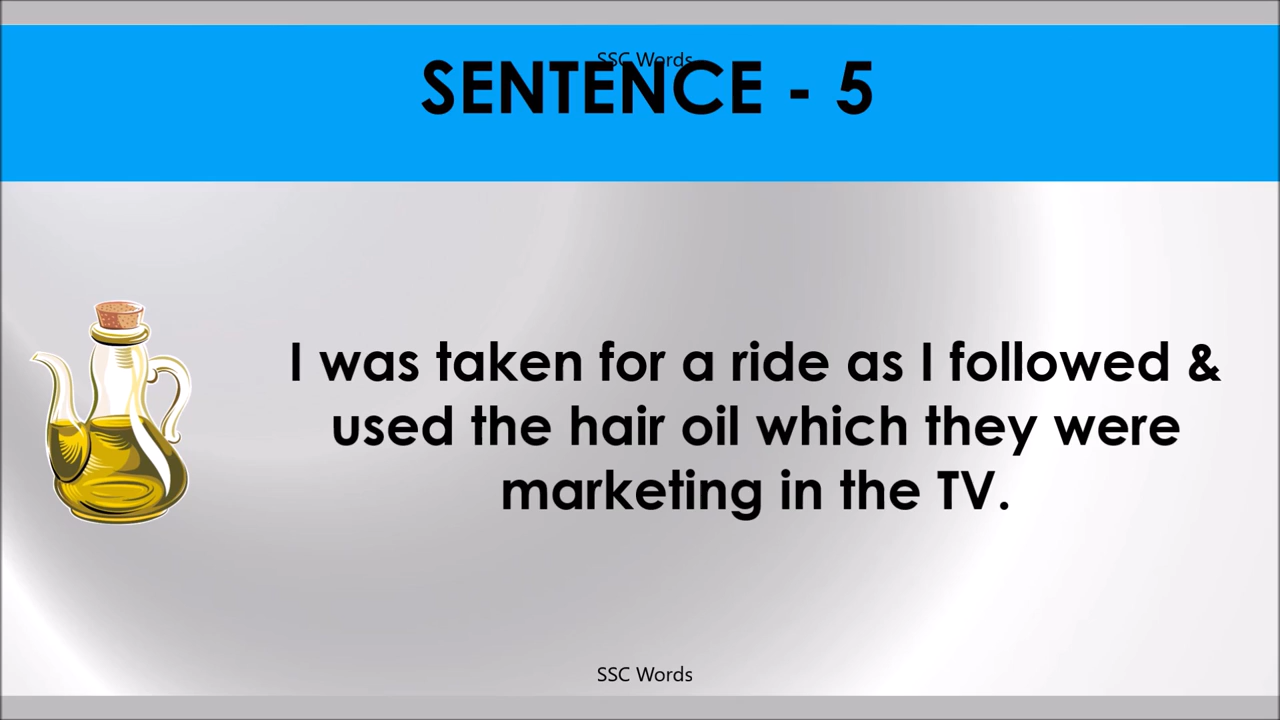 SSC Words
SENTENCE - 5
I was taken for a ride as I followed &
used the hair oil which they were
marketing in the TV.
SSC Words